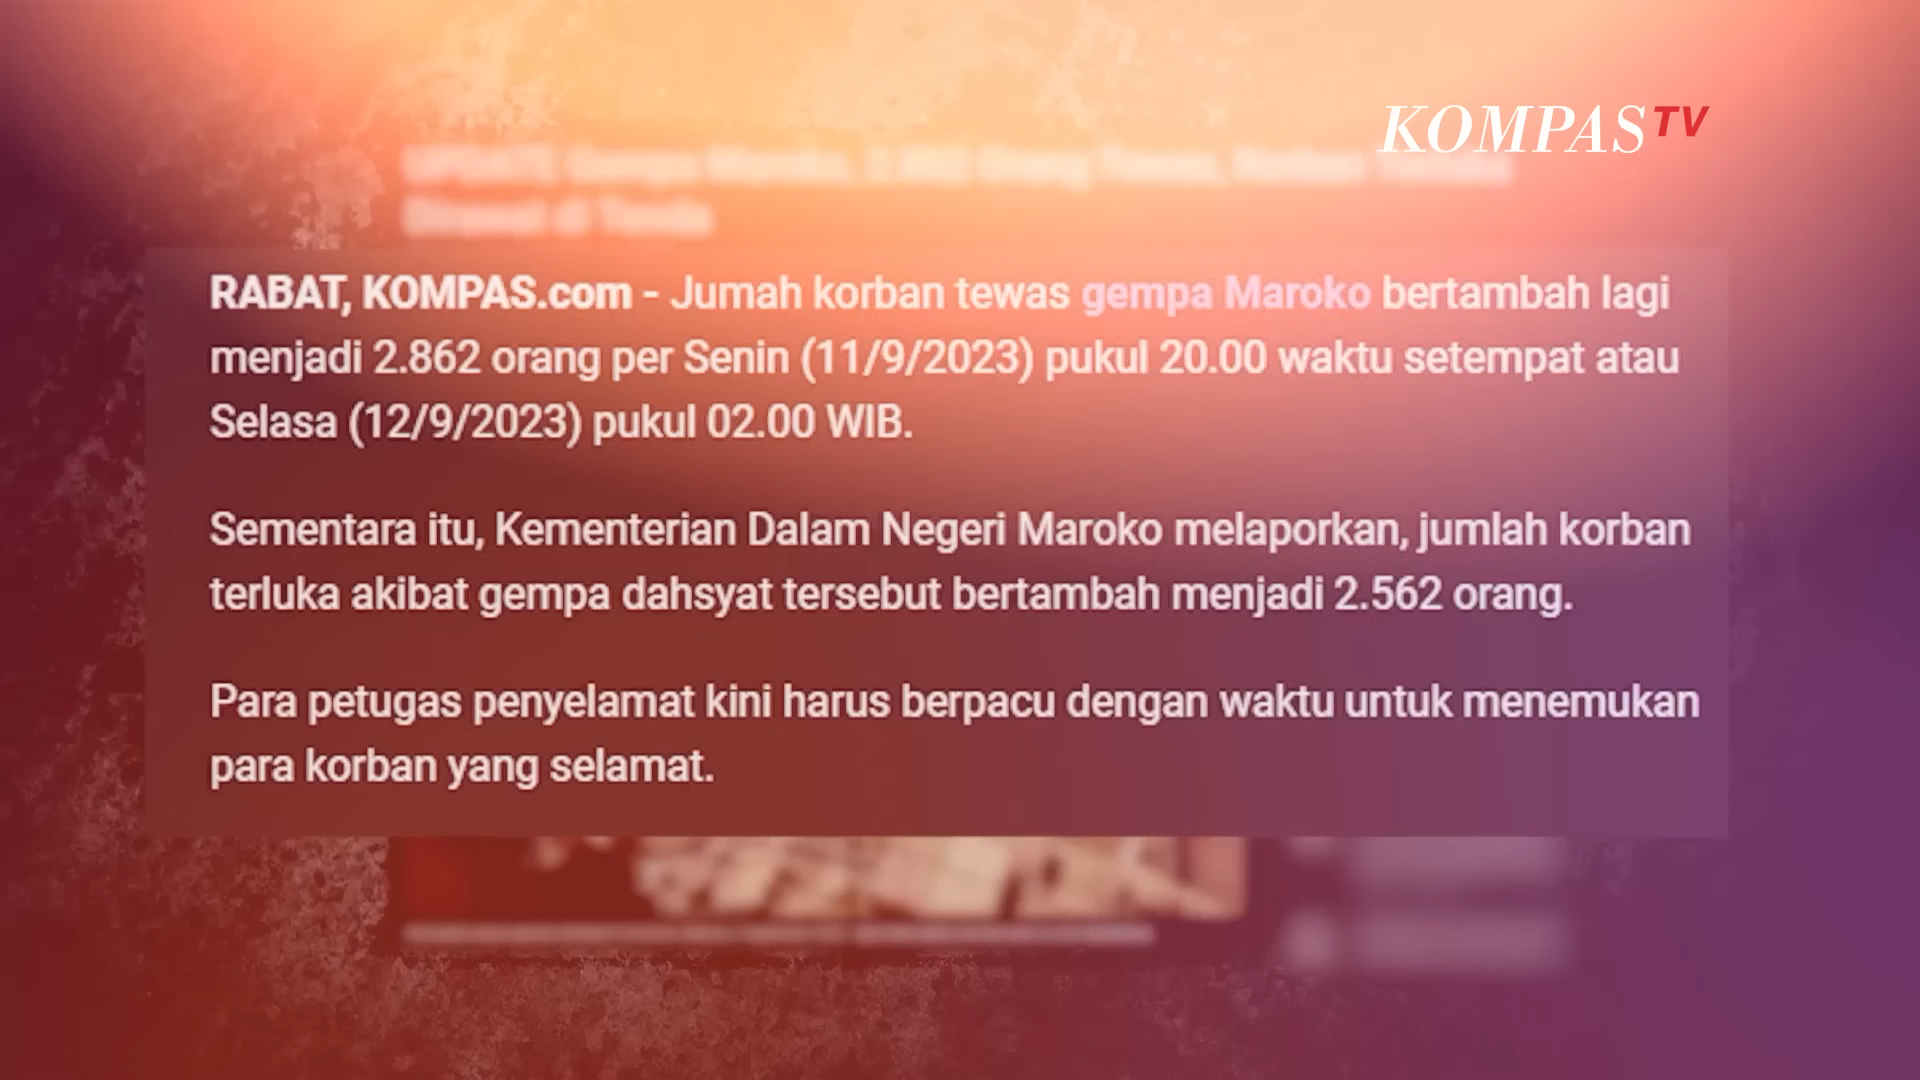 KOMPAS TV
RABAT, KOMPAS.com - Jumah korban tewas gempa Maroko bertambah lagi
menjadi 2.862 orang per Senin (11/9/2023) pukul 20.00 waktu setempat atau
Selasa (12/9/2023) pukul 02.00 WIB.
Sementara itu, Kementerian Dalam Negeri Maroko melaporkan, jumlah korban
terluka akibat gempa dahsyat tersebut bertambah menjadi 2.562 orang.
Para petugas penyelamat kini harus berpacu dengan waktu untuk menemukan
para korban yang selamat.